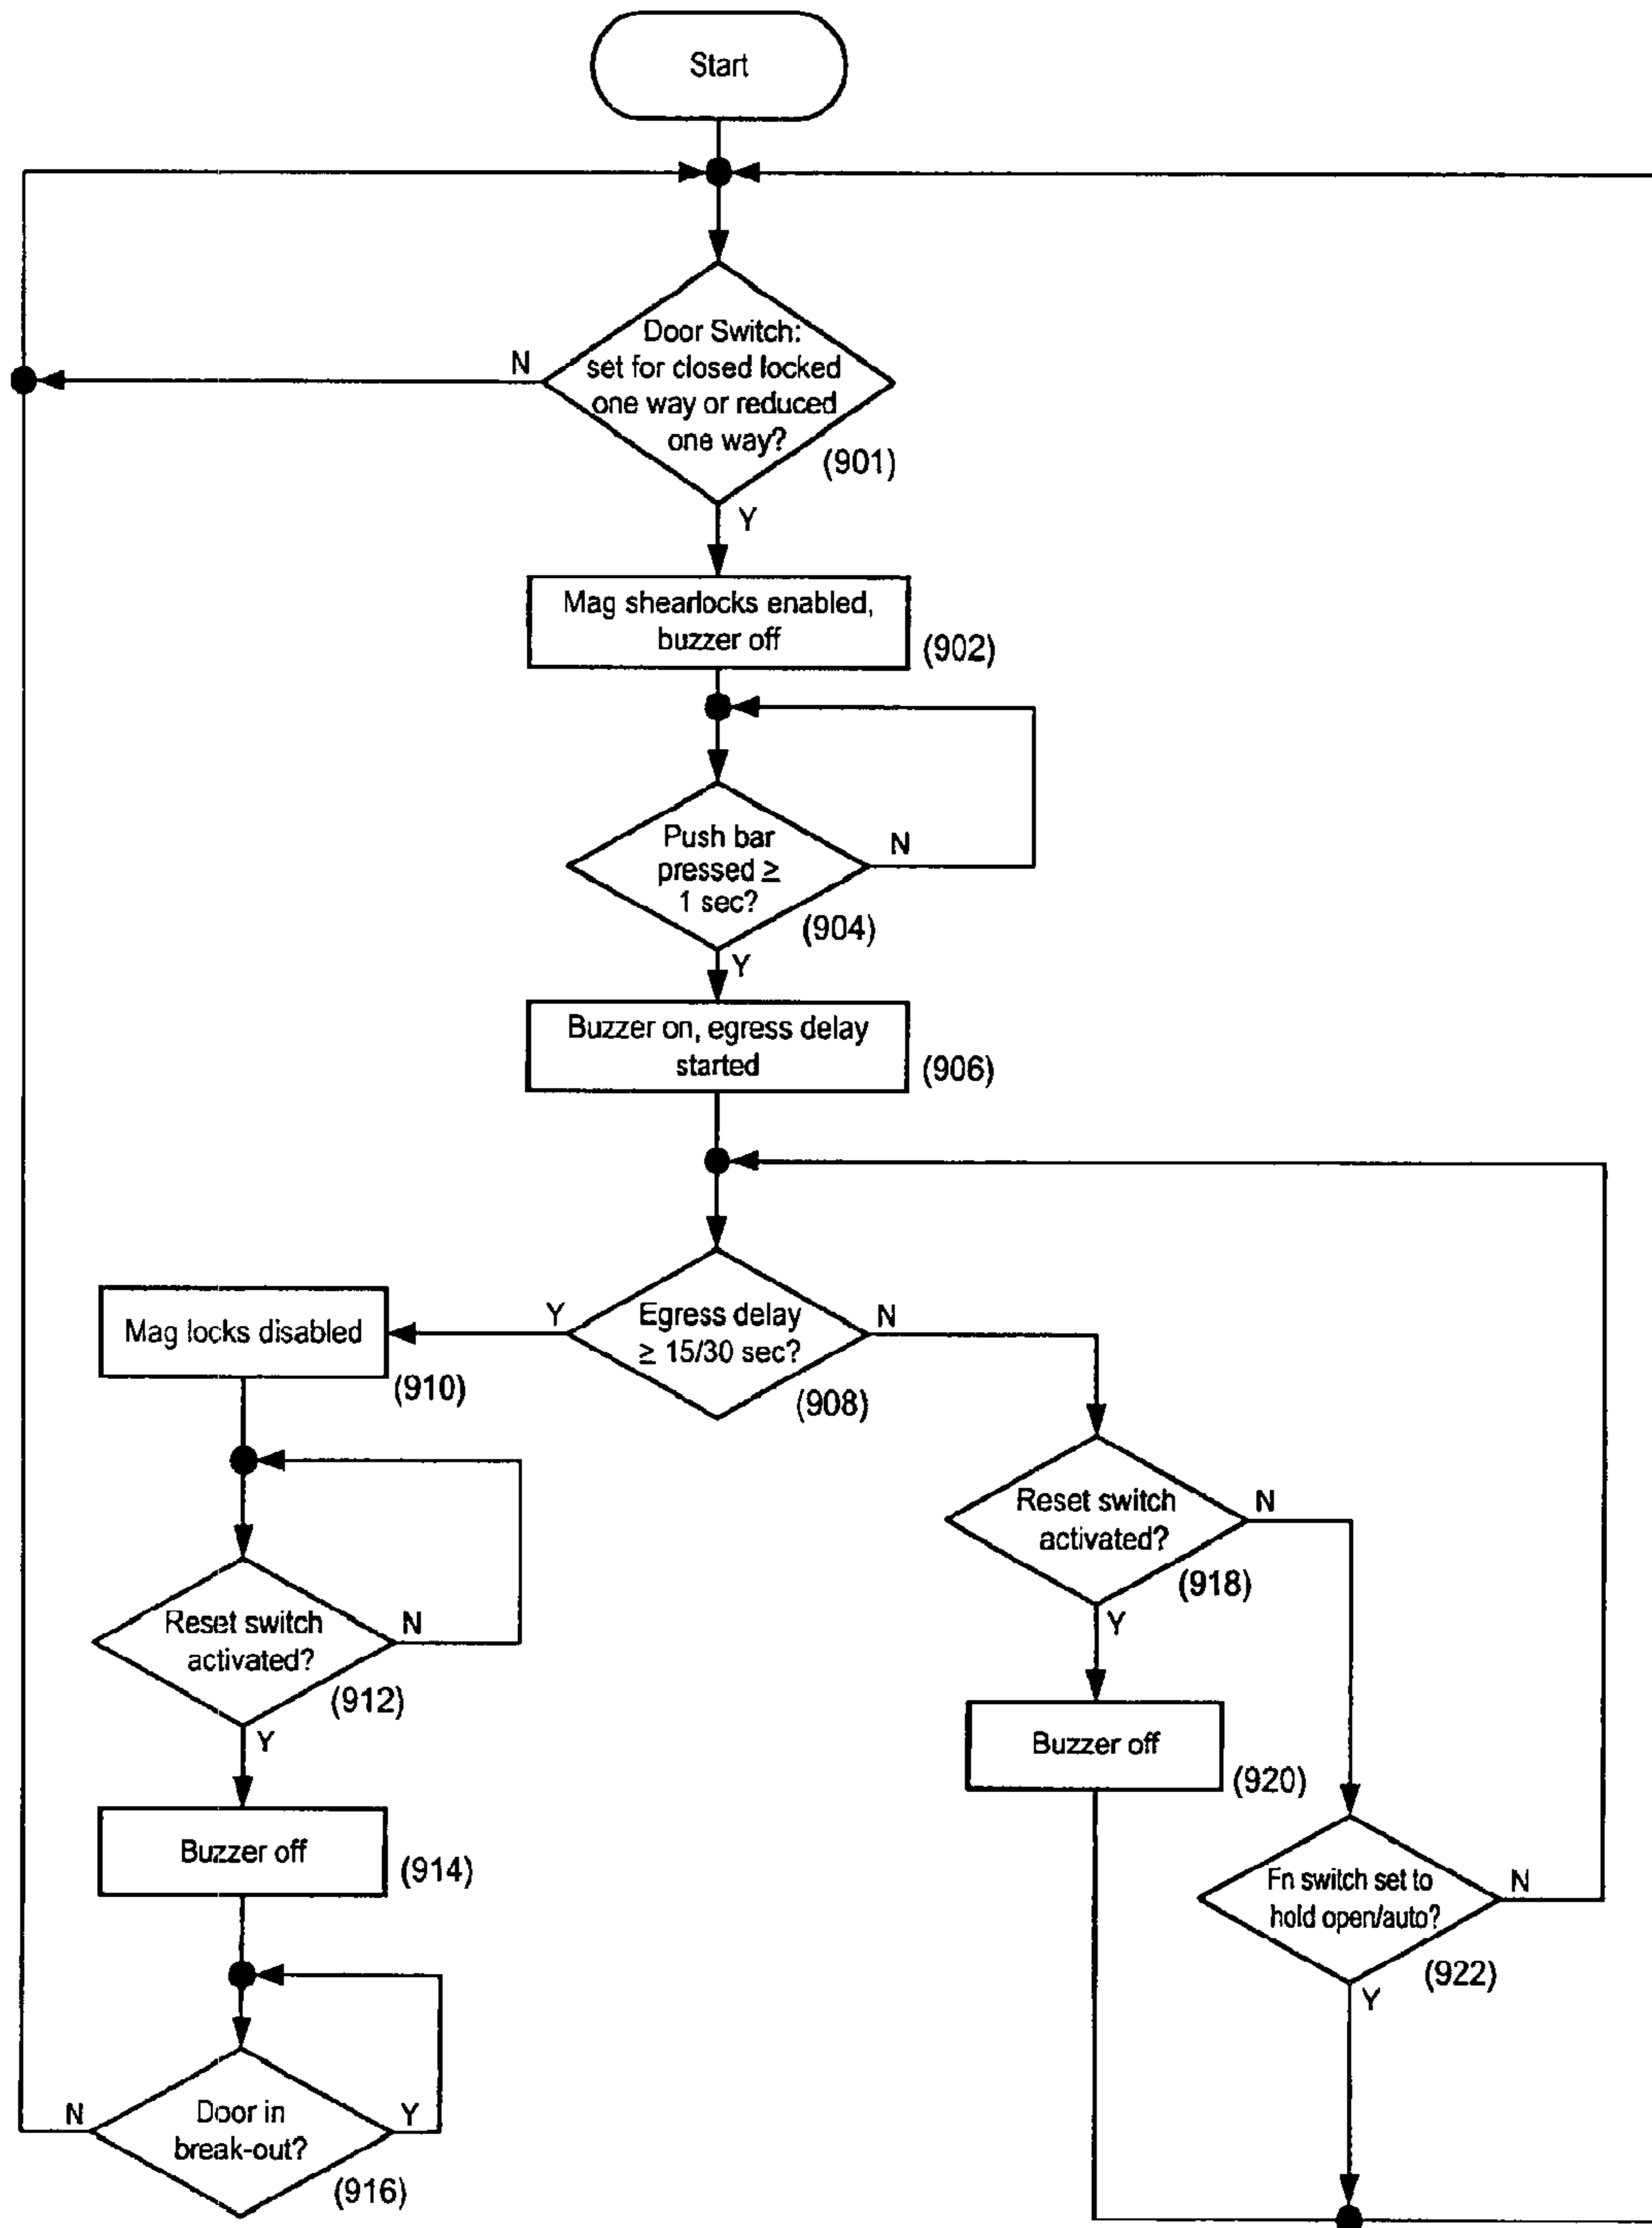 Start
Door Switch:
set for closed locked
one way or reduced
one way?
(901)
N
Y
Mag shearlocks enabled,
buzzer off
(902)
Push bar
pressed ≥
1 sec?
(904)
N
Y
Buzzer on, egress delay
started
(906)
Egress delay
≥ 15/30 sec?
(908)
Y
N
Mag locks disabled
(910)
Reset switch
activated?
(912)
N
Y
Buzzer off
(914)
Door in
break-out?
(916)
N
Y
Reset switch
activated?
(918)
N
Y
Buzzer off
(920)
Fn switch set to
hold open/auto?
(922)
N
Y